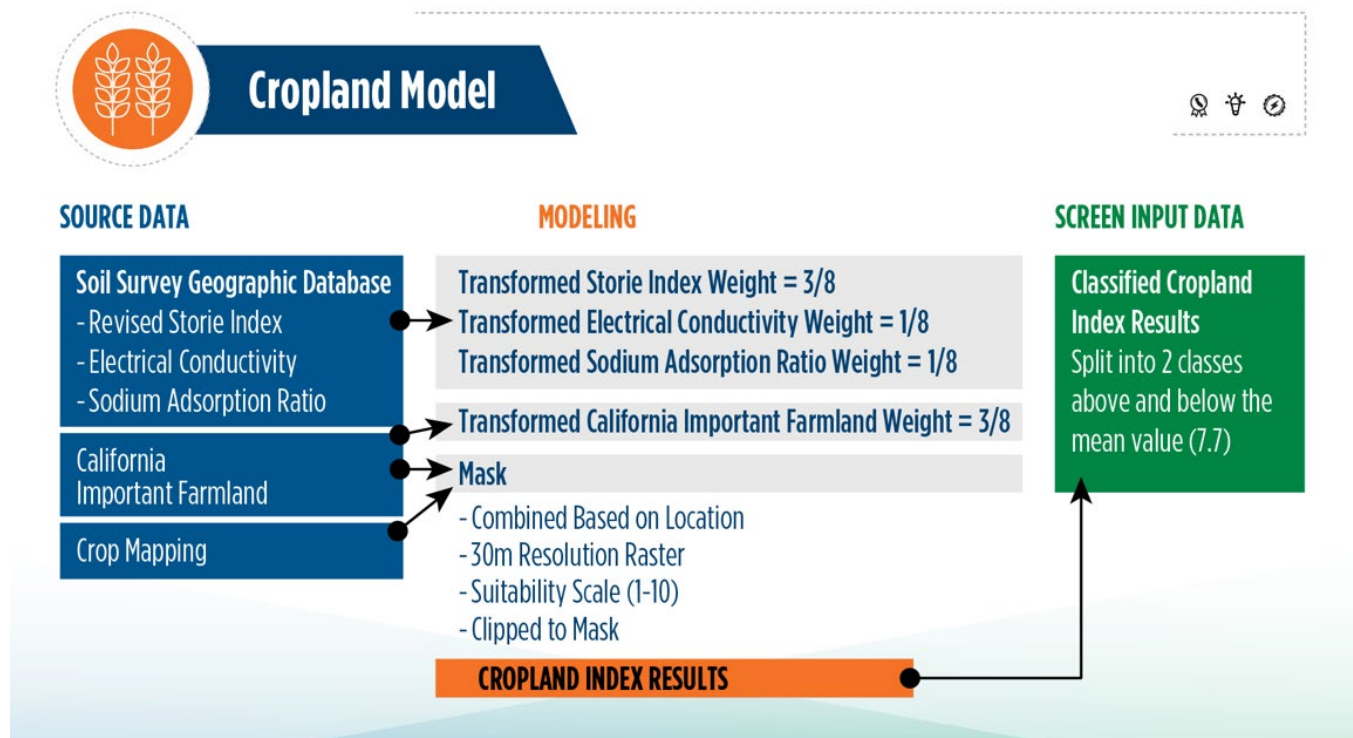 Cropland Model
SOURCE DATA
Soil Survey Geographic Database
- Revised Storie Index
- Electrical Conductivity
- Sodium Adsorption Ratio
California
Important Farmland
Crop Mapping
MODELING
Transformed Storie Index Weight = 3/8
Transformed Electrical Conductivity Weight = 1/8
Transformed Sodium Adsorption Ratio Weight = 1/8
Transformed California Important Farmland Weight = 3/8
Mask
- Combined Based on Location
- 30m Resolution Raster
- Suitability Scale (1-10)
- Clipped to Mask
CROPLAND INDEX RESULTS
SCREEN INPUT DATA
Classified Cropland
Index Results
Split into 2 classes
above and below the
mean value (7.7)